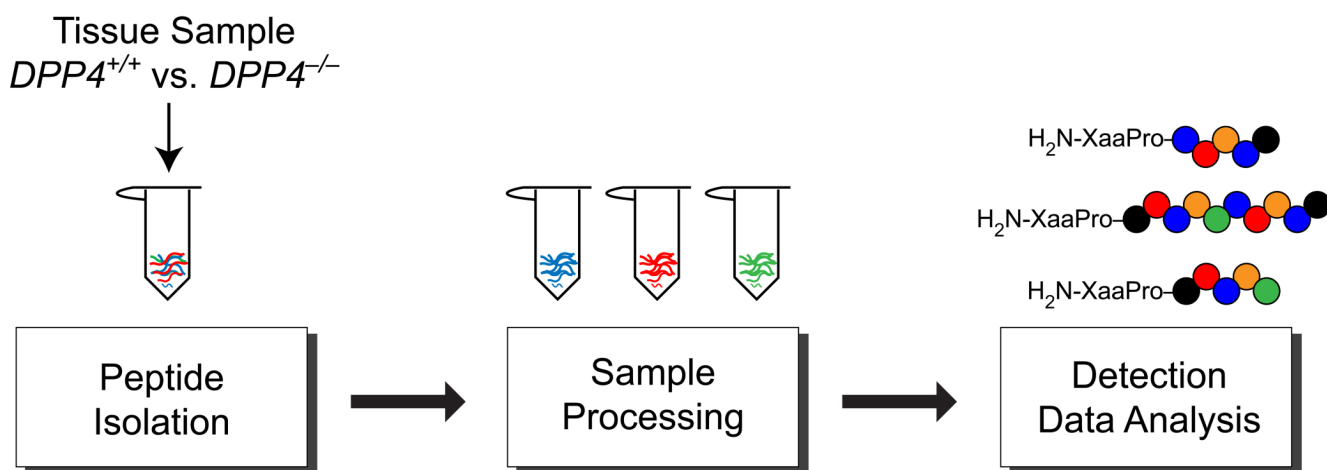 Tissue Sample
DPP4+/+ vs. DPP4–/–
H2N-XaaPro
H2N-XaaPro
H2N-XaaPro
Peptide
Isolation
Sample
Processing
Detection
Data Analysis